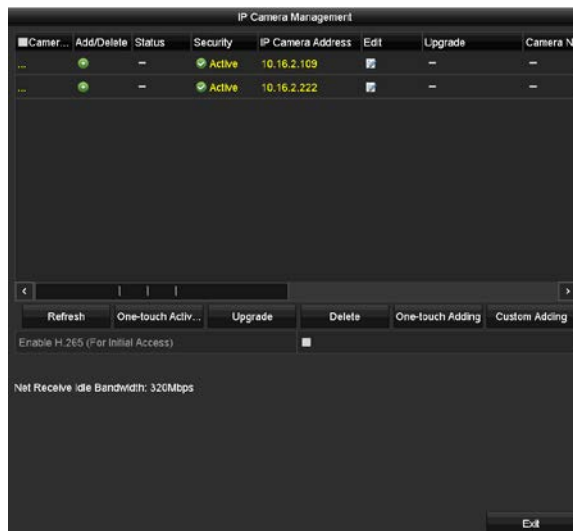 IP Camera Management
Camer... Add/Delete Status Security IP Camera Address Edit Upgrade Camera N
... – Active 10.16.2.109 – –
... – Active 10.16.2.222 – –
Refresh One-touch Activ... Upgrade Delete One-touch Adding Custom Adding
Enable H.265 (For Initial Access)
Net Receive Idle Bandwidth: 320Mbps
Exit